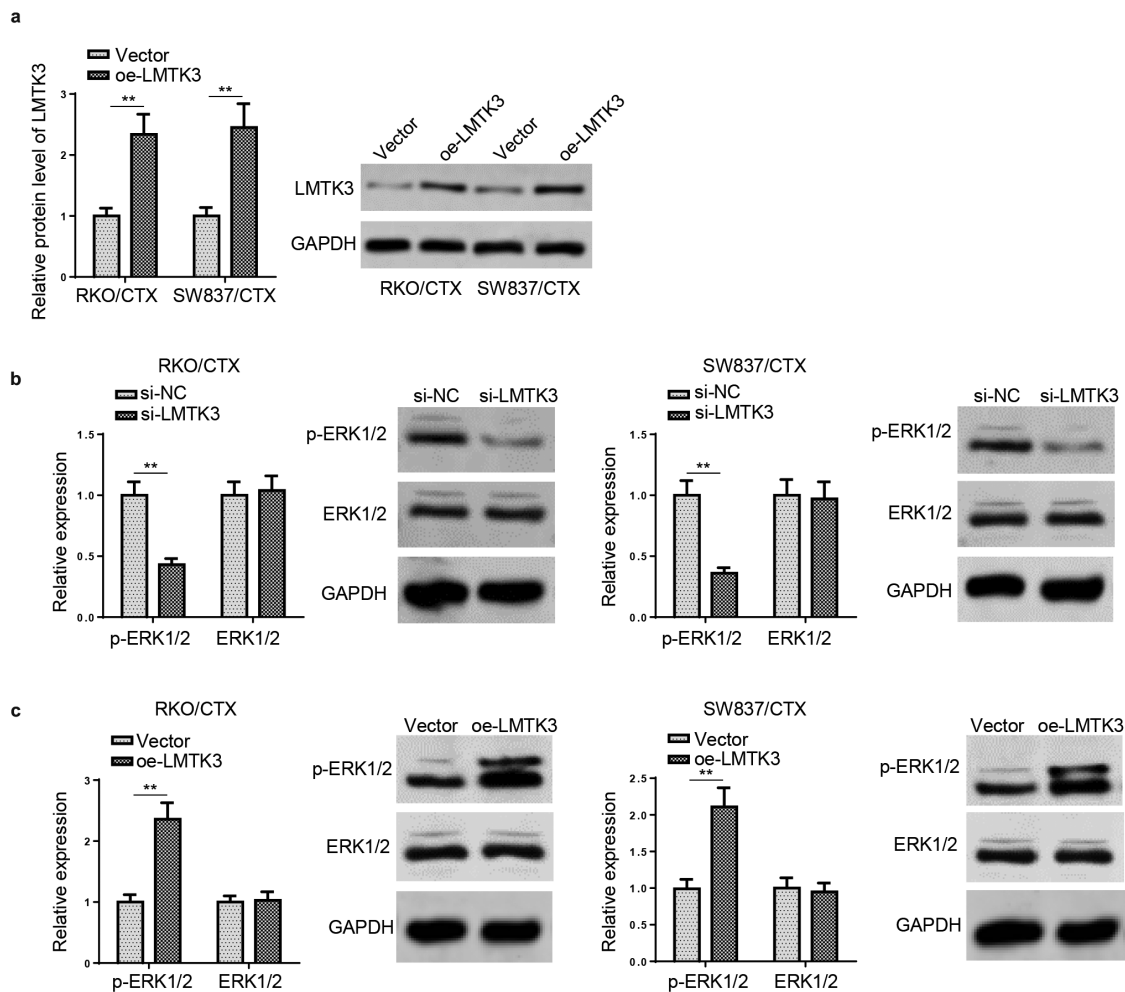 a
Vector
oe-LMTK3
Relative protein level of LMTK3
3
2
1
0
**
**
RKO/CTX
SW837/CTX
Vector
oe-LMTK3
Vector
oe-LMTK3
LMTK3
GAPDH
RKO/CTX
SW837/CTX
b
RKO/CTX
si-NC
si-LMTK3
Relative expression
1.5
1.0
0.5
0.0
**
p-ERK1/2
ERK1/2
si-NC
si-LMTK3
p-ERK1/2
ERK1/2
GAPDH
SW837/CTX
si-NC
si-LMTK3
Relative expression
1.5
1.0
0.5
0.0
**
p-ERK1/2
ERK1/2
si-NC
si-LMTK3
p-ERK1/2
ERK1/2
GAPDH
c
RKO/CTX
Vector
oe-LMTK3
Relative expression
3
2
1
0
**
p-ERK1/2
ERK1/2
Vector
oe-LMTK3
p-ERK1/2
ERK1/2
GAPDH
SW837/CTX
Vector
oe-LMTK3
Relative expression
2.5
2.0
1.5
1.0
0.5
0.0
**
p-ERK1/2
ERK1/2
Vector
oe-LMTK3
p-ERK1/2
ERK1/2
GAPDH